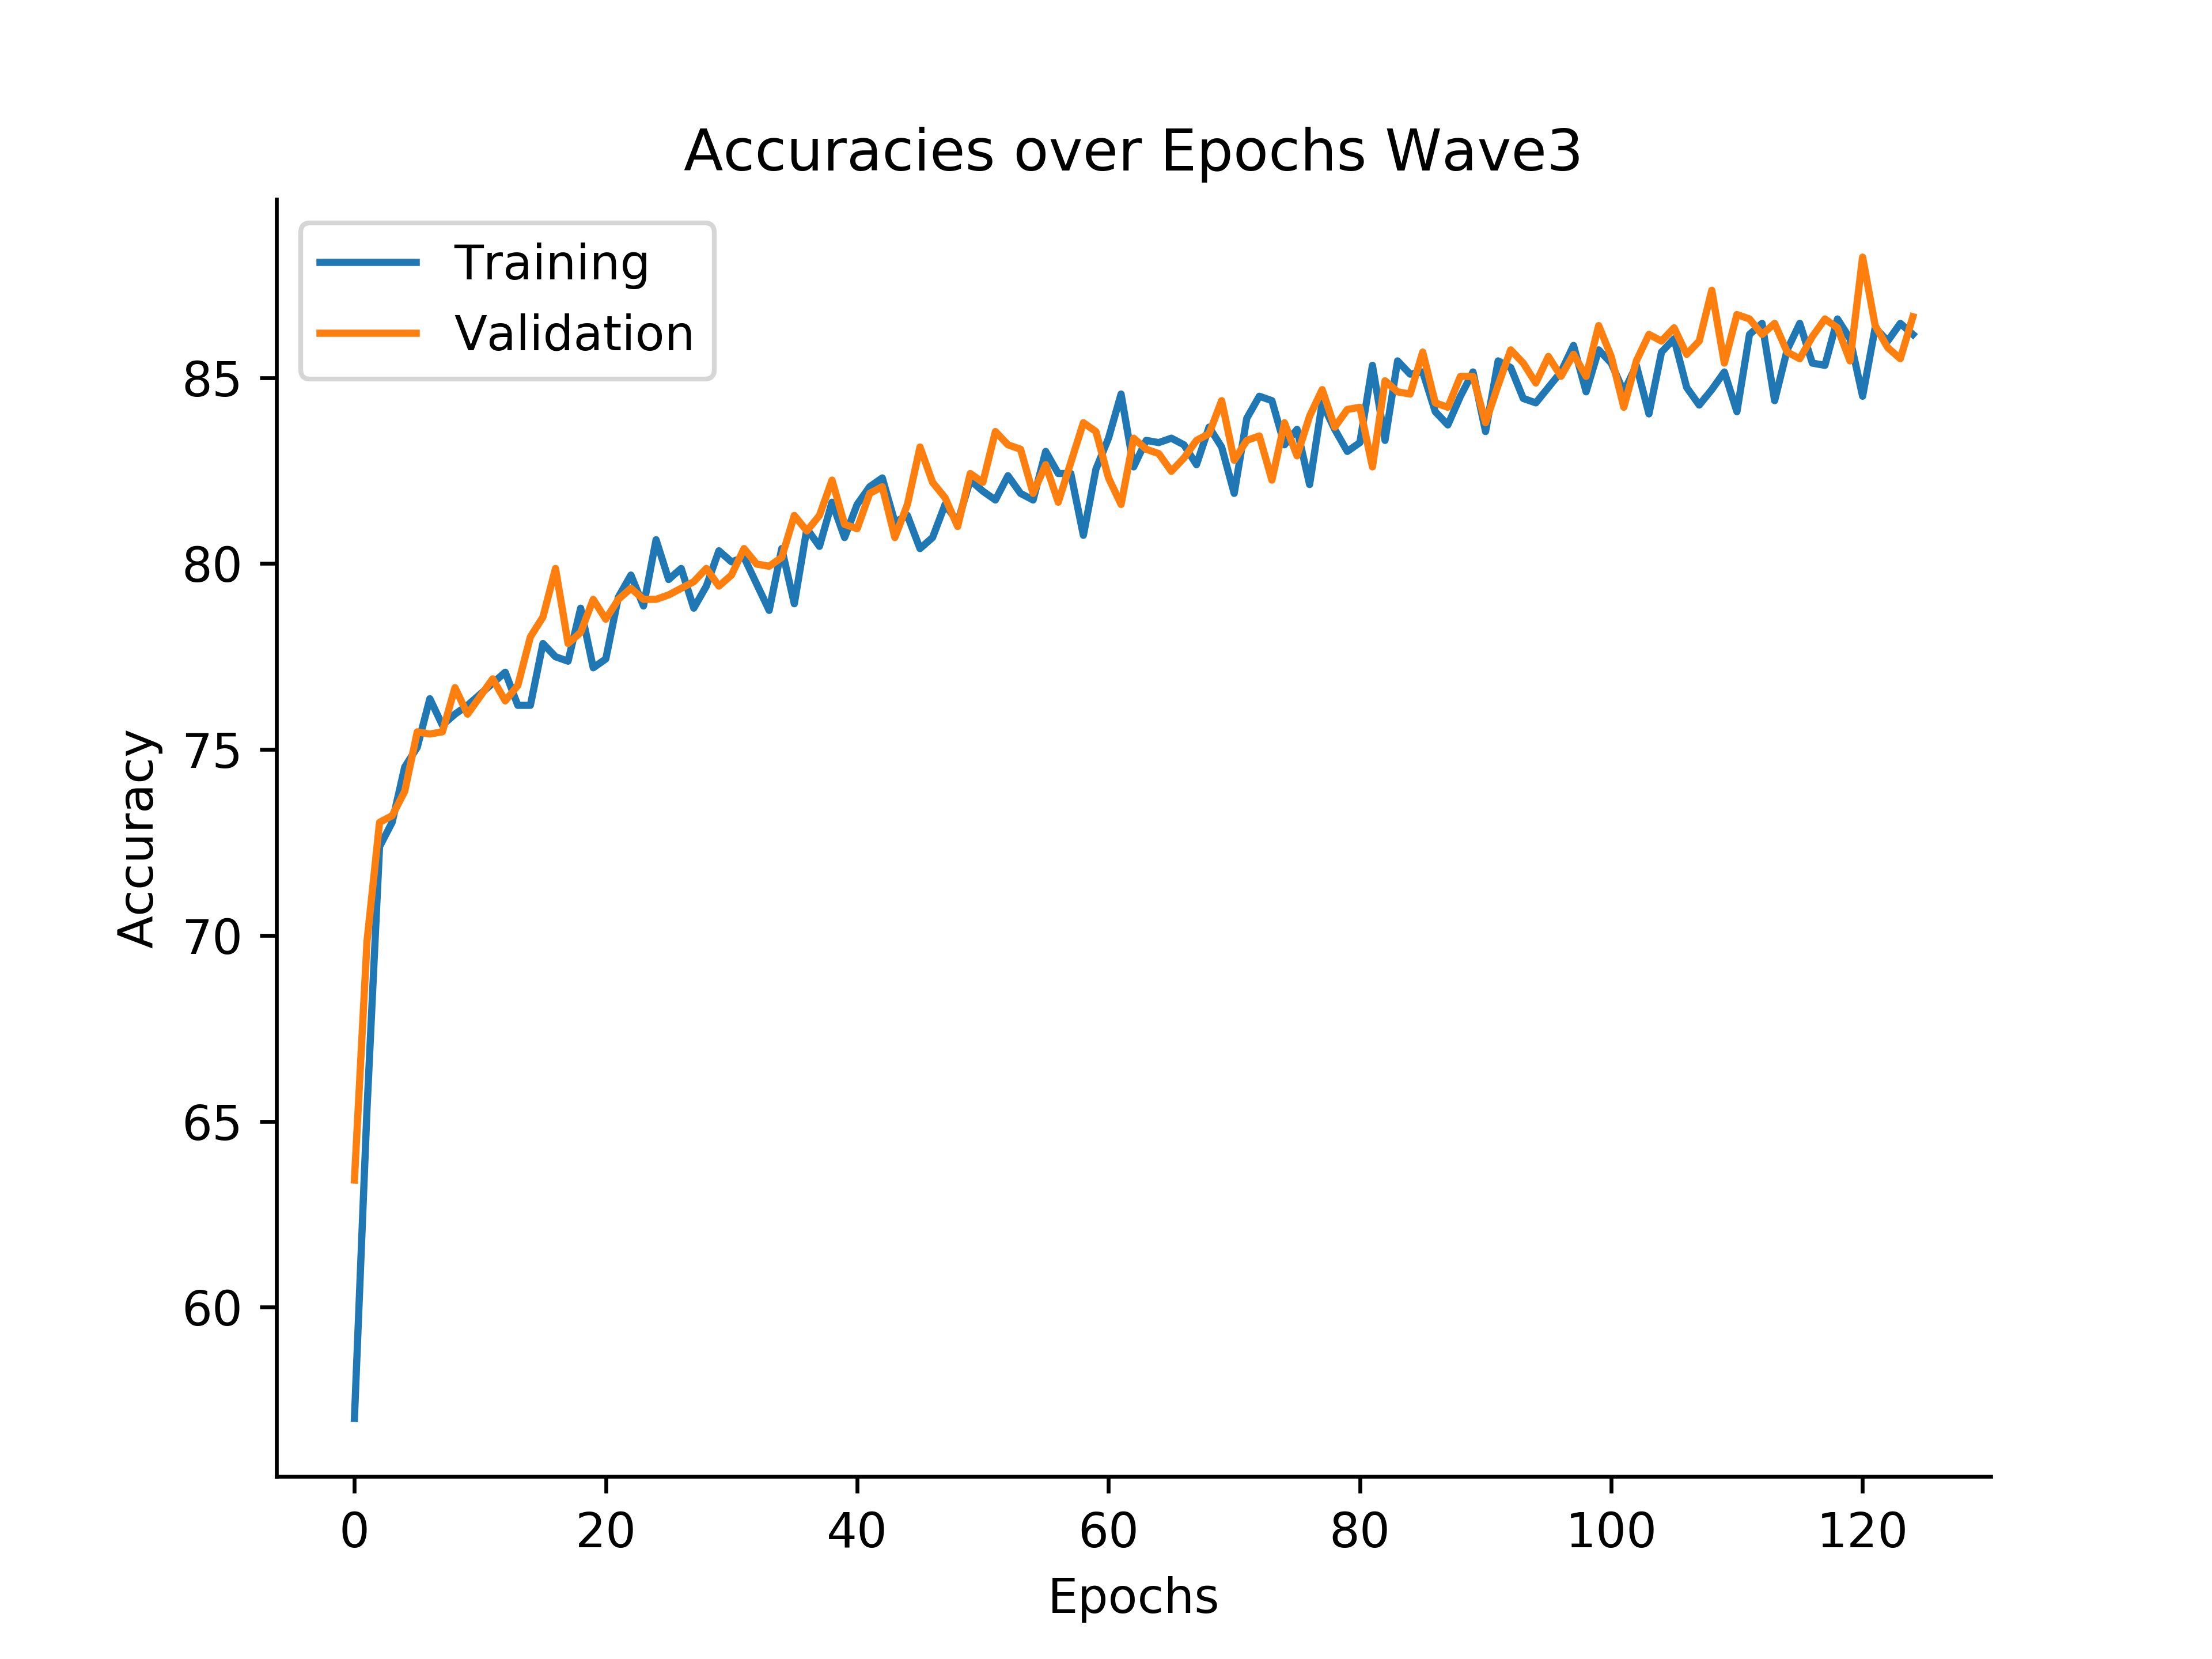 Accuracies over Epochs Wave3
Training
Validation
85
80
75
70
65
60
Accuracy
0 20 40 60 80 100 120
Epochs